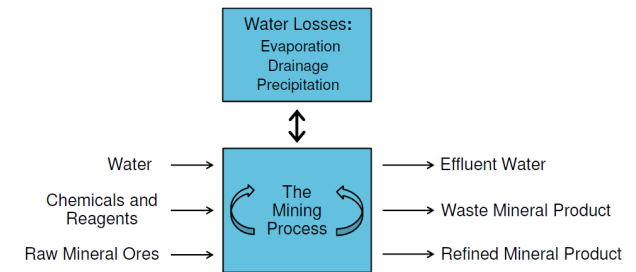 Water Losses:
Evaporation
Drainage
Precipitation
Water
Chemicals and
Reagents
Raw Mineral Ores
The
Mining
Process
Effluent Water
Waste Mineral Product
Refined Mineral Product